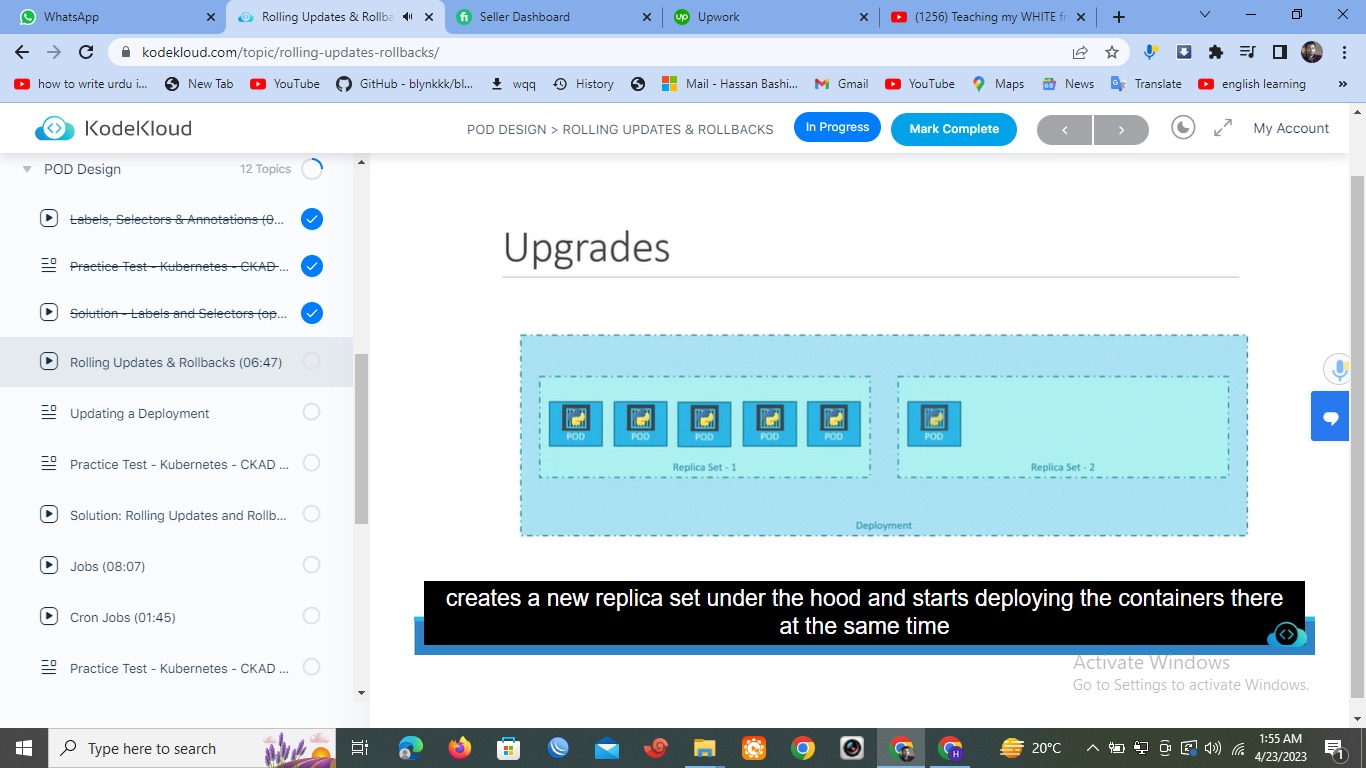 WhatsApp
Rolling Updates & Rollba
Seller Dashboard
Upwork
(1256) Teaching my WHITE fr
kodekloud.com/topic/rolling-updates-rollbacks/
how to write urdu i...
New Tab
YouTube
GitHub - blynkkk/bl...
wqq
History
Mail - Hassan Bashi...
Gmail
YouTube
Maps
News
Translate
english learning
»
KodeKloud
POD DESIGN > ROLLING UPDATES & ROLLBACKS
In Progress
Mark Complete
My Account
POD Design
12 Topics
Labels, Selectors & Annotations (0...
Practice Test - Kubernetes - CKAD ...
Solution - Labels and Selectors (op...
Rolling Updates & Rollbacks (06:47)
Updating a Deployment
Practice Test - Kubernetes - CKAD ...
Solution: Rolling Updates and Rollb...
Jobs (08:07)
Cron Jobs (01:45)
Practice Test - Kubernetes - CKAD ...
Upgrades
POD POD POD POD POD
Replica Set - 1
POD
Replica Set - 2
Deployment
creates a new replica set under the hood and starts deploying the containers there
at the same time
Activate Windows
Go to Settings to activate Windows.
Type here to search
20°C
1:55 AM
4/23/2023